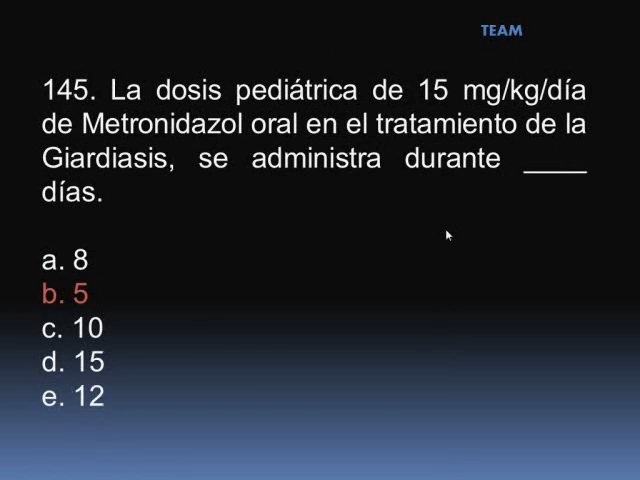 TEAM
145. La dosis pediátrica de 15 mg/kg/día
de Metronidazol oral en el tratamiento de la
Giardiasis, se administra durante ____
días.
a. 8
b. 5
c. 10
d. 15
e. 12